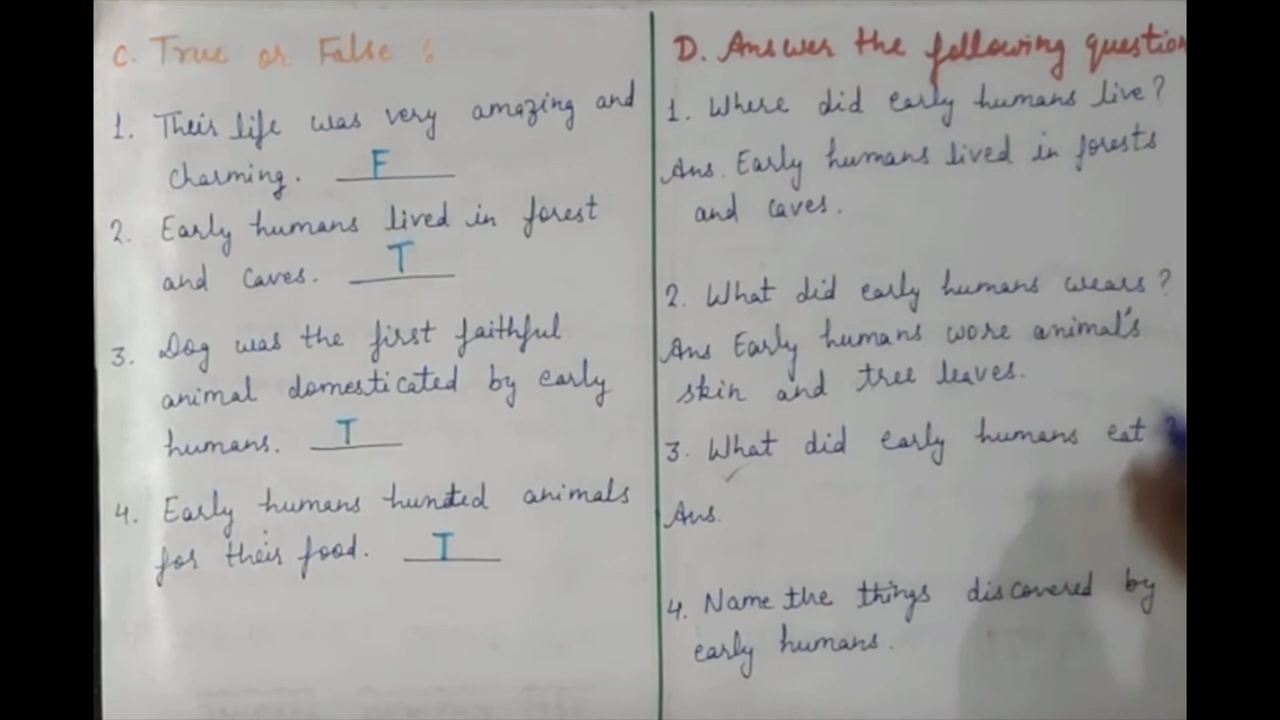 C. True or False :
1. Their life was very amazing and
charming. F
2. Early humans lived in forest
and caves. T
3. Dog was the first faithful
animal domesticated by early
humans. T
4. Early humans hunted animals
for their food. T
D. Answer the following question
1. Where did early humans live?
Ans. Early humans lived in forests
and caves.
2. What did early humans wears?
Ans Early humans wore animal's
skin and tree leaves.
3. What did early humans eat ?
Ans.
4. Name the things discovered by
early humans.